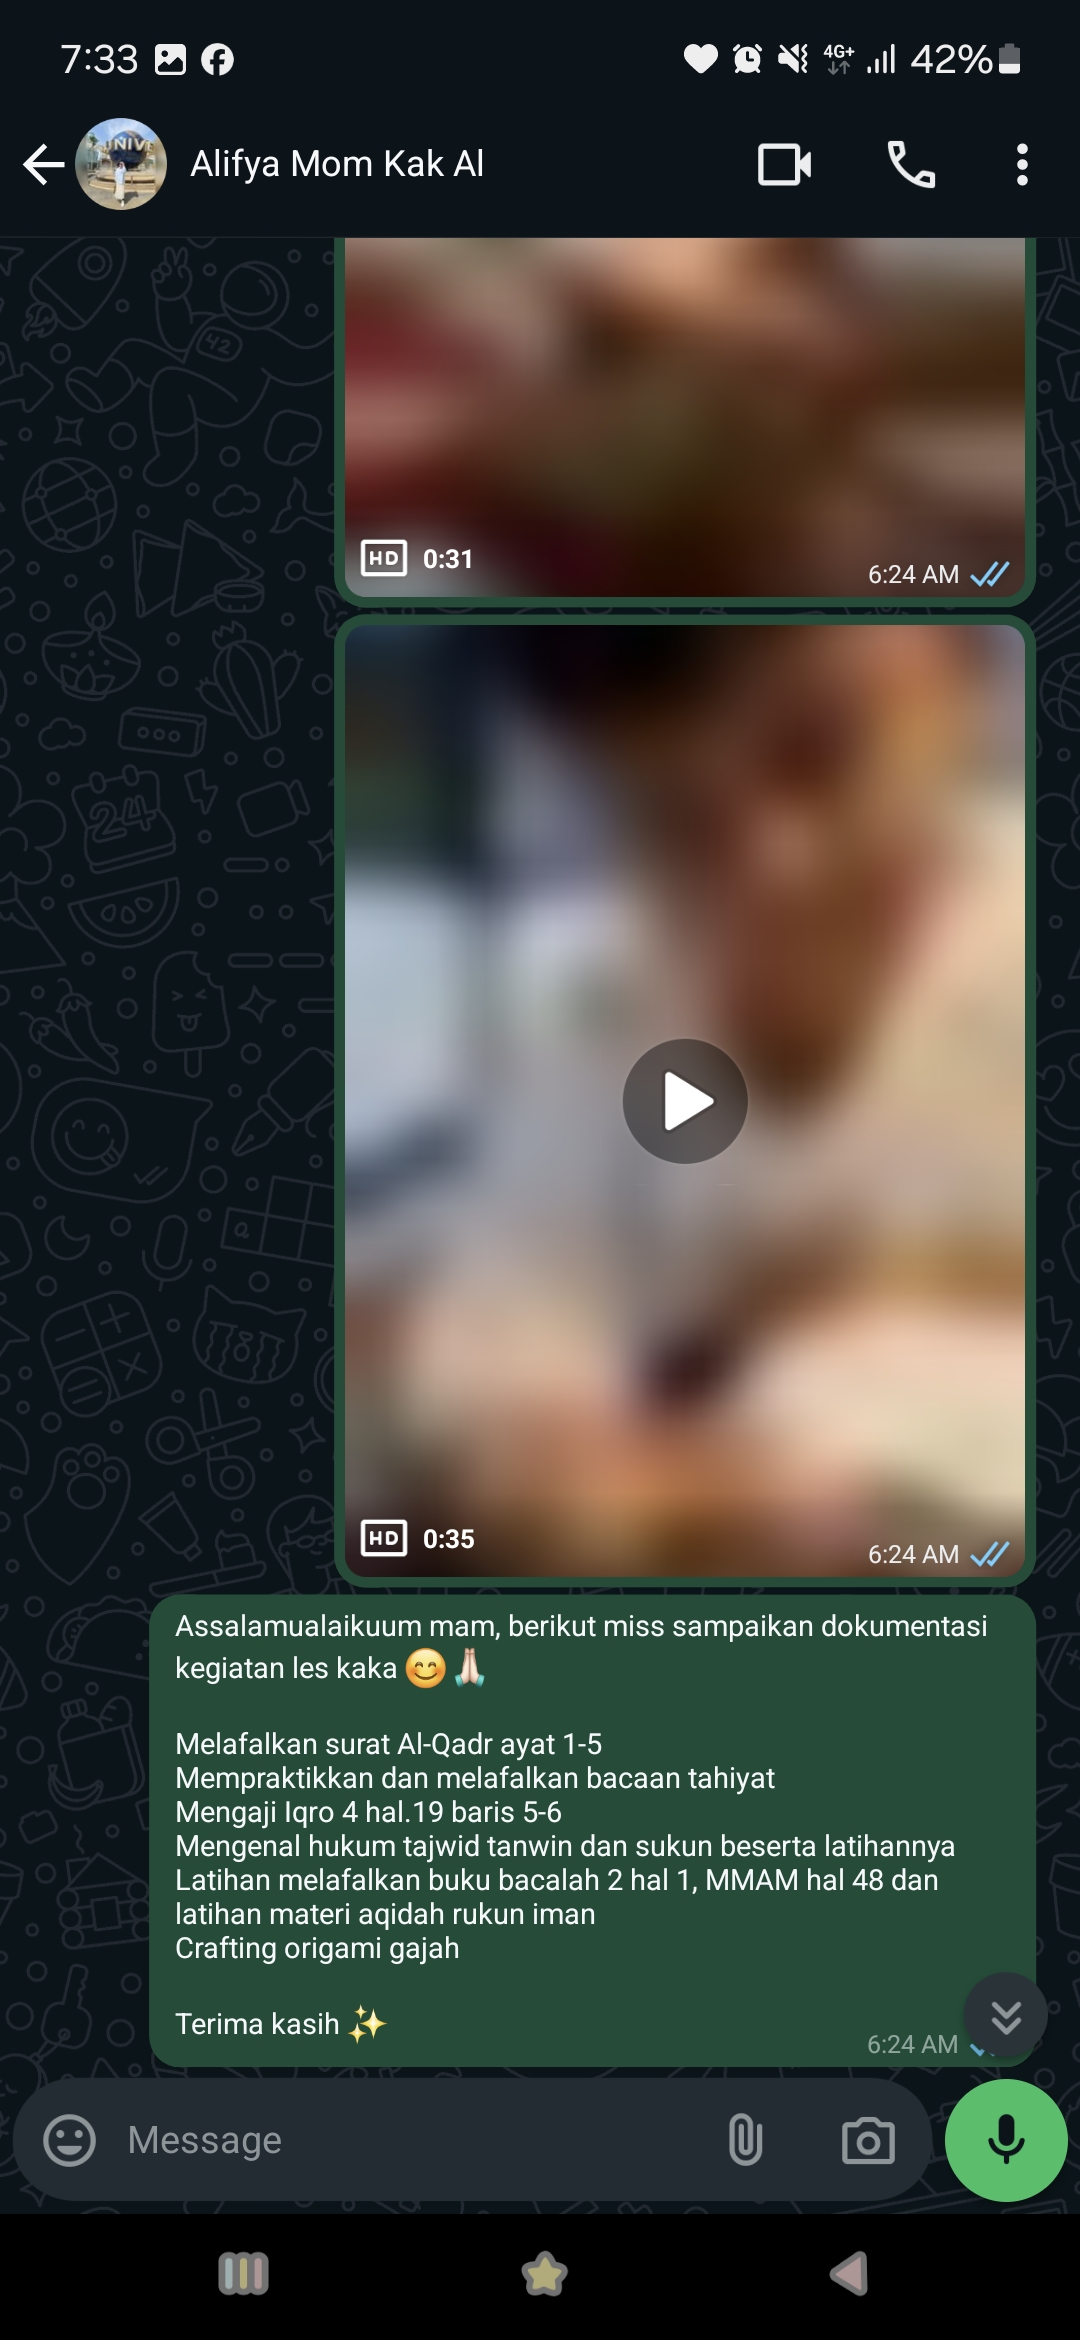 7:33
4G+
42%
UNIV
Alifya Mom Kak Al
HD 0:31
6:24 AM
HD 0:35
6:24 AM
Assalamualaikuum mam, berikut miss sampaikan dokumentasi
kegiatan les kaka 😊🙏🏻
Melafalkan surat Al-Qadr ayat 1-5
Mempraktikkan dan melafalkan bacaan tahiyat
Mengaji Iqro 4 hal.19 baris 5-6
Mengenal hukum tajwid tanwin dan sukun beserta latihannya
Latihan melafalkan buku bacalah 2 hal 1, MMAM hal 48 dan
latihan materi aqidah rukun iman
Crafting origami gajah
Terima kasih ✨
6:24 AM
Message